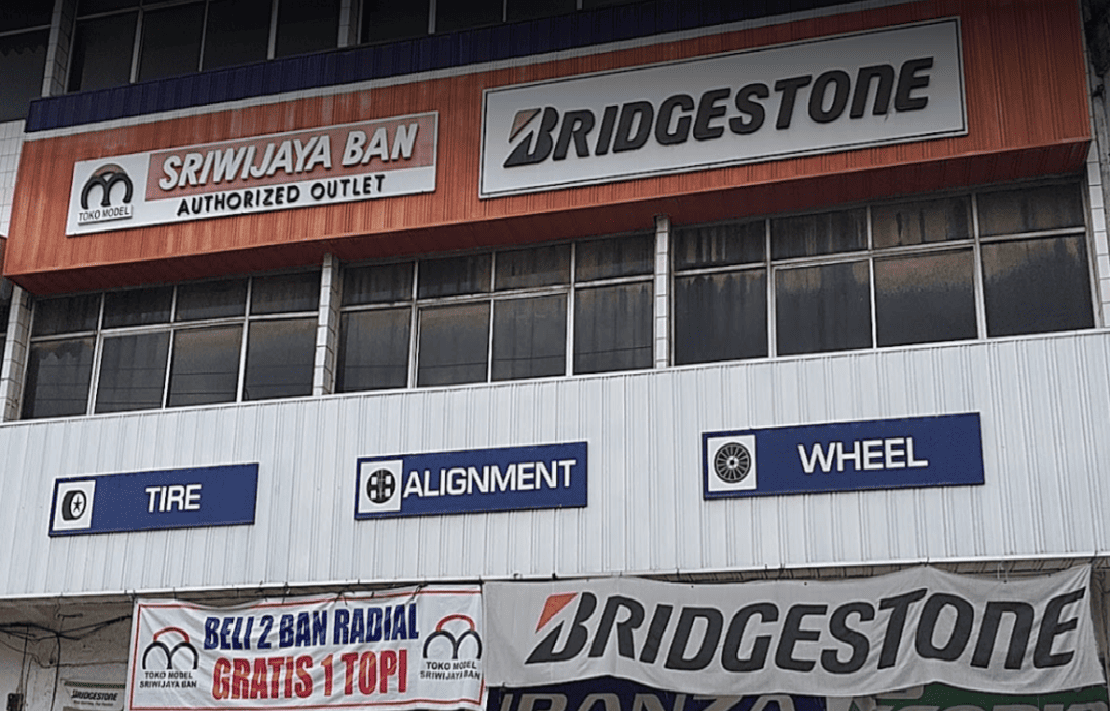 TOKO MODEL
SRIWIJAYA BAN
AUTHORIZED OUTLET
BRIDGESTONE
TIRE
ALIGNMENT
WHEEL
BELI 2 BAN RADIAL
GRATIS 1 TOPI
TOKO MODEL
SRIWIJAYA BAN
TOKO MODEL
SRIWIJAYA BAN
BRIDGESTONE
BRIDGESTONE